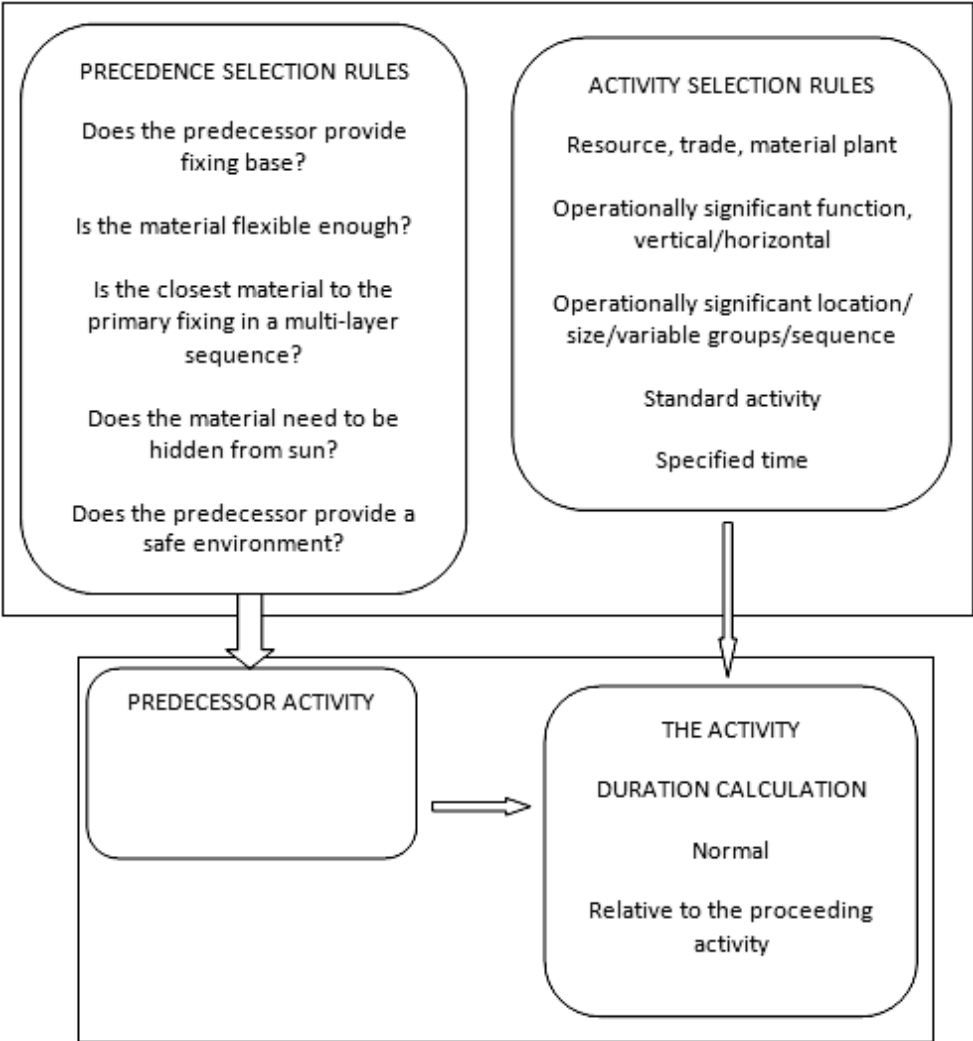 PRECEDENCE SELECTION RULES
Does the predecessor provide
fixing base?
Is the material flexible enough?
Is the closest material to the
primary fixing in a multi-layer
sequence?
Does the material need to be
hidden from sun?
Does the predecessor provide a
safe environment?
ACTIVITY SELECTION RULES
Resource, trade, material plant
Operationally significant function,
vertical/horizontal
Operationally significant location/
size/variable groups/sequence
Standard activity
Specified time
PREDECESSOR ACTIVITY
THE ACTIVITY
DURATION CALCULATION
Normal
Relative to the proceeding
activity